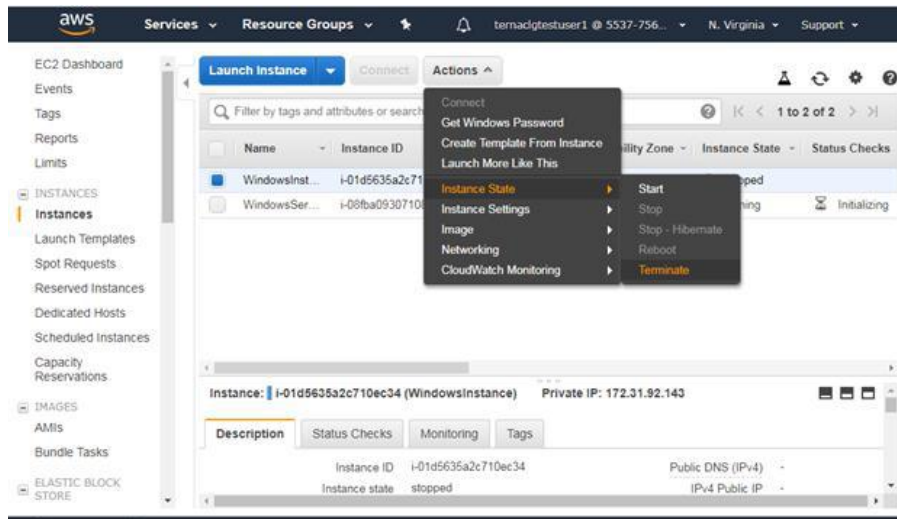 aws
Services
Resource Groups
ternadgtestuser1 @ 5537-756...
N. Virginia
Support
EC2 Dashboard
Events
Tags
Reports
Limits
INSTANCES
Instances
Launch Templates
Spot Requests
Reserved Instances
Dedicated Hosts
Scheduled Instances
Capacity
Reservations
IMAGES
AMIs
Bundle Tasks
ELASTIC BLOCK
STORE
Launch Instance
Connect
Actions
Filter by tags and attributes or search
1 to 2 of 2
Name
Instance ID
ility Zone
Instance State
Status Checks
WindowsInst...
i-01d5635a2c71
pped
WindowsSer...
i-08fba0930710
ning
Initializing
Connect
Get Windows Password
Create Template From Instance
Launch More Like This
Instance State
Instance Settings
Image
Networking
CloudWatch Monitoring
Start
Stop
Stop - Hibernate
Reboot
Terminate
Instance: i-01d5635a2c710ec34 (WindowsInstance) Private IP: 172.31.92.143
Description
Status Checks
Monitoring
Tags
Instance ID i-01d5635a2c710ec34
Public DNS (IPv4) -
Instance state stopped
IPv4 Public IP -